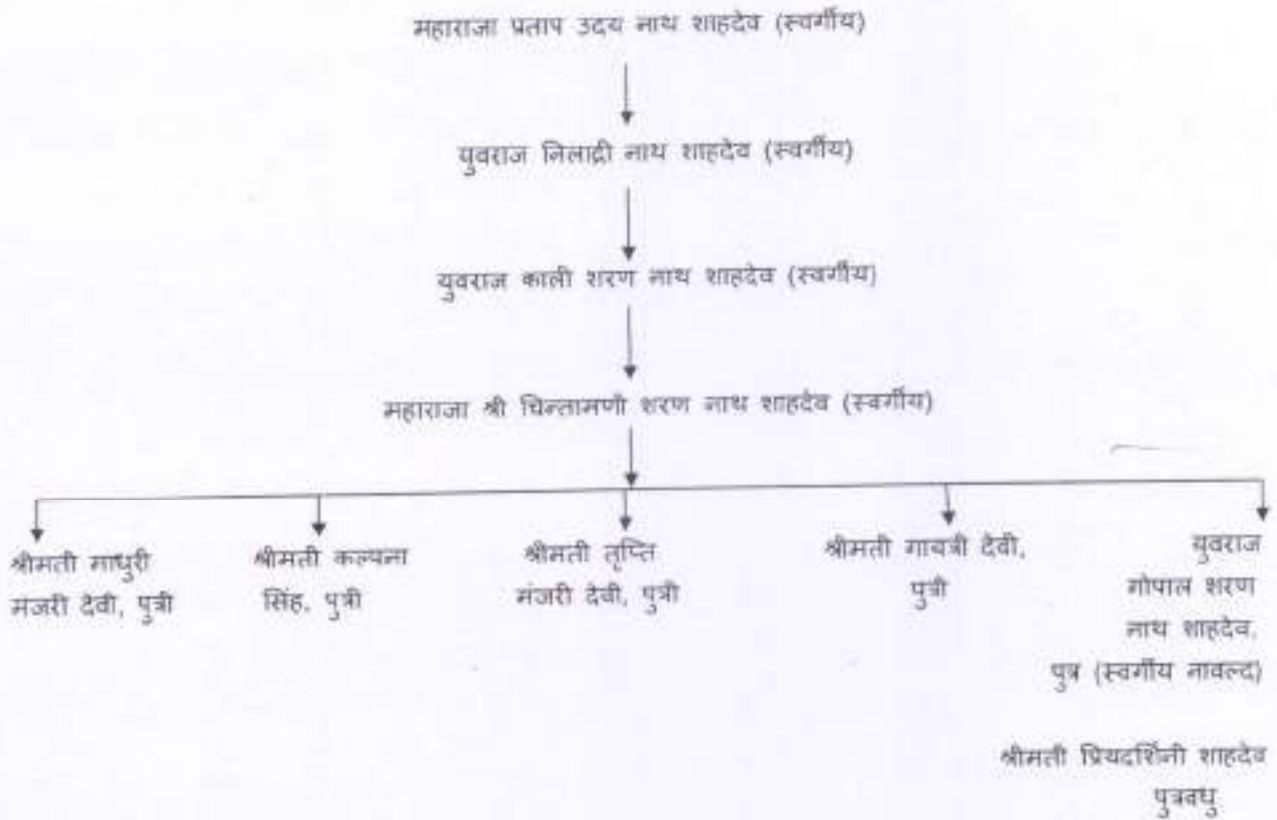 महाराजा प्रताप उदय नाथ शाहदेव (स्वर्गीय)
युवराज निलाद्री नाथ शाहदेव (स्वर्गीय)
युवराज काली शरण नाथ शाहदेव (स्वर्गीय)
महाराजा श्री चिन्तामणी शरण नाथ शाहदेव (स्वर्गीय)
श्रीमती माधुरी
मंजरी देवी, पुत्री
श्रीमती कल्पना
सिंह, पुत्री
श्रीमती तृप्ति
मंजरी देवी, पुत्री
श्रीमती गायत्री देवी,
पुत्री
युवराज
गोपाल शरण
नाथ शाहदेव,
पुत्र (स्वर्गीय नावल्द)
श्रीमती प्रियदर्शिनी शाहदेव
पुत्रवधु